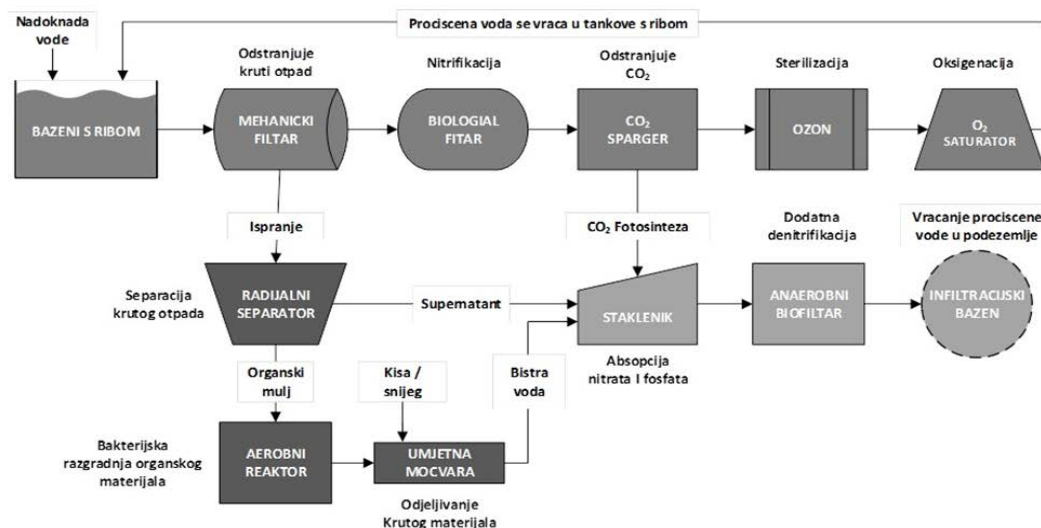 Nadoknada
vode
Prociscena voda se vraca u tankove s ribom
Odstranjuje
kruti otpad
Nitrifikacija
Odstranjuje
CO₂
Sterilizacija
Oksigenacija
BAZENI S RIBOM
MEHANICKI
FILTAR
BIOLOGIAL
FITAR
CO₂
SPARGER
OZON
O₂
SATURATOR
Ispranje
CO₂ Fotosinteza
Dodatna
denitrifikacija
Vracanje prociscene
vode u podezemlje
Separacija
krutog otpada
RADIJALNI
SEPARATOR
Supernatant
STAKLENIK
ANAEROBNI
BIOFILTAR
INFILTRACIJSKI
BAZEN
Organski
mulj
Kisa /
snijeg
Bistra
voda
Absopcija
nitrata I fosfata
Bakterijska
razgradnja organskog
materijala
AEROBNI
REAKTOR
UMJETNA
MOCVARA
Odjeljivanje
Krutog materijala